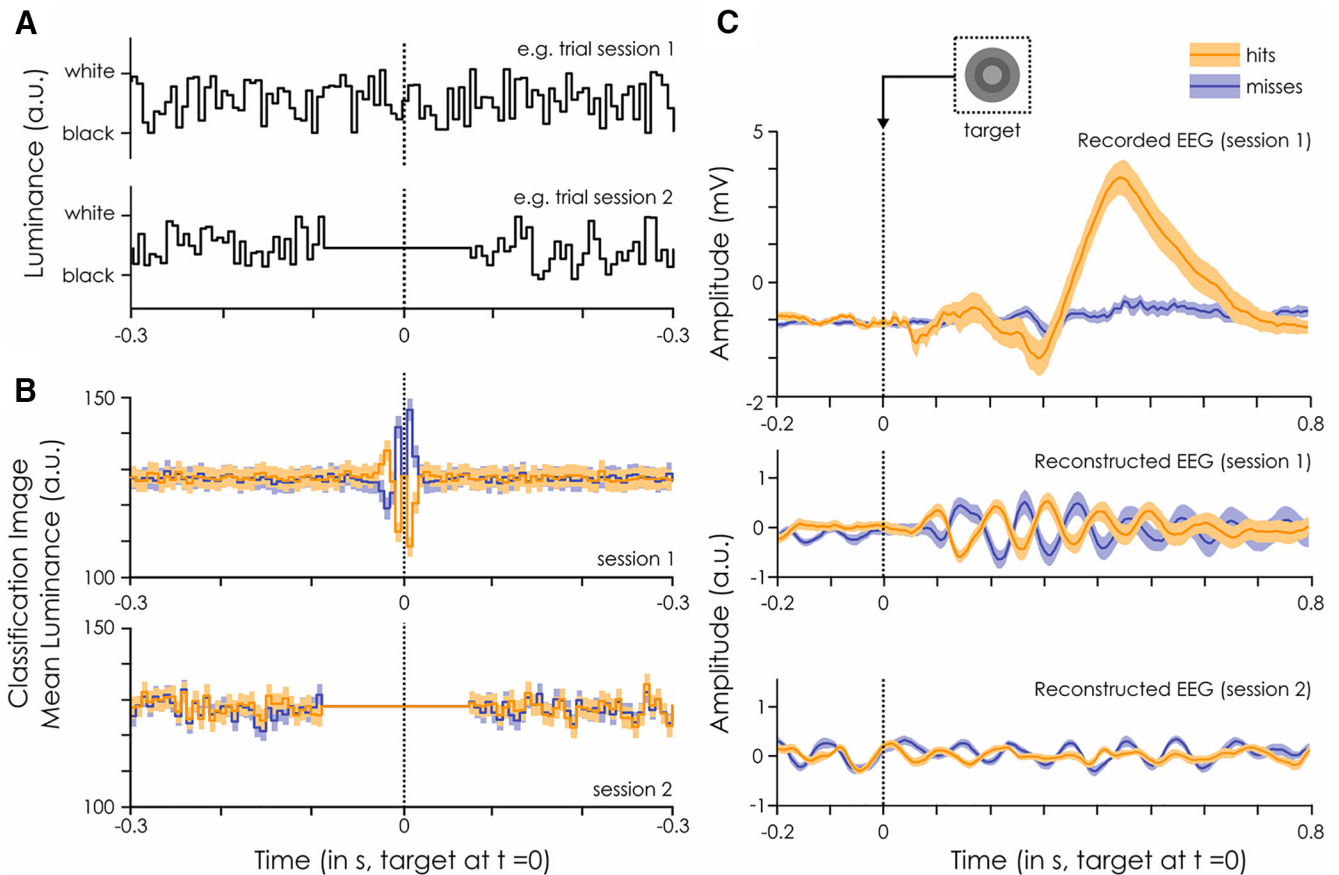 A
Luminance (a.u.)
e.g. trial session 1
white
black
e.g. trial session 2
white
black
-0.3
0
-0.3
B
Classification Image
Mean Luminance (a.u.)
150
100
session 1
-0.3
0
-0.3
150
100
session 2
-0.3
0
-0.3
Time (in s, target at t =0)
C
hits
misses
target
Recorded EEG (session 1)
Amplitude (mV)
5
0
-2
-0.2
0
0.8
Reconstructed EEG (session 1)
Amplitude (a.u.)
1
0
-1
-0.2
0
0.8
Reconstructed EEG (session 2)
1
0
-1
-0.2
0
0.8
Time (in s, target at t =0)